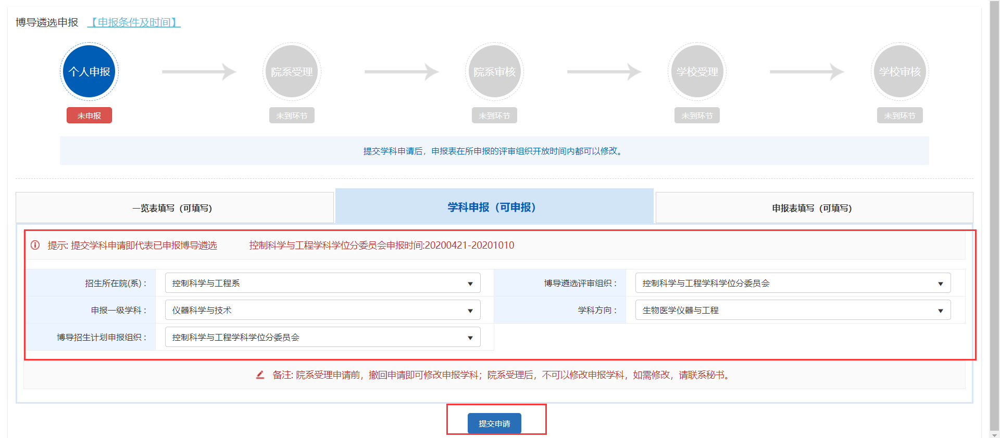 博导遴选申报 【申报条件及时间】
个人申报 院系受理 院系审核 学校受理 学校审核
未申报 未到环节 未到环节 未到环节 未到环节
提交学科申请后，申报表在所申报的评审组织开放时间内都可以修改。
一览表填写（可填写） 学科申报（可申报） 申报表填写（可填写）
提示: 提交学科申请即代表已申报博导遴选 控制科学与工程学科学位分委员会申报时间:20200421-20201010
招生所在院(系)： 控制科学与工程系 博导遴选评审组织： 控制科学与工程学科学位分委员会
申报一级学科： 仪器科学与技术 学科方向： 生物医学仪器与工程
博导招生计划申报组织： 控制科学与工程学科学位分委员会
备注: 院系受理申请前，撤回申请即可修改申报学科；院系受理后，不可以修改申报学科，如需修改，请联系秘书。
提交申请